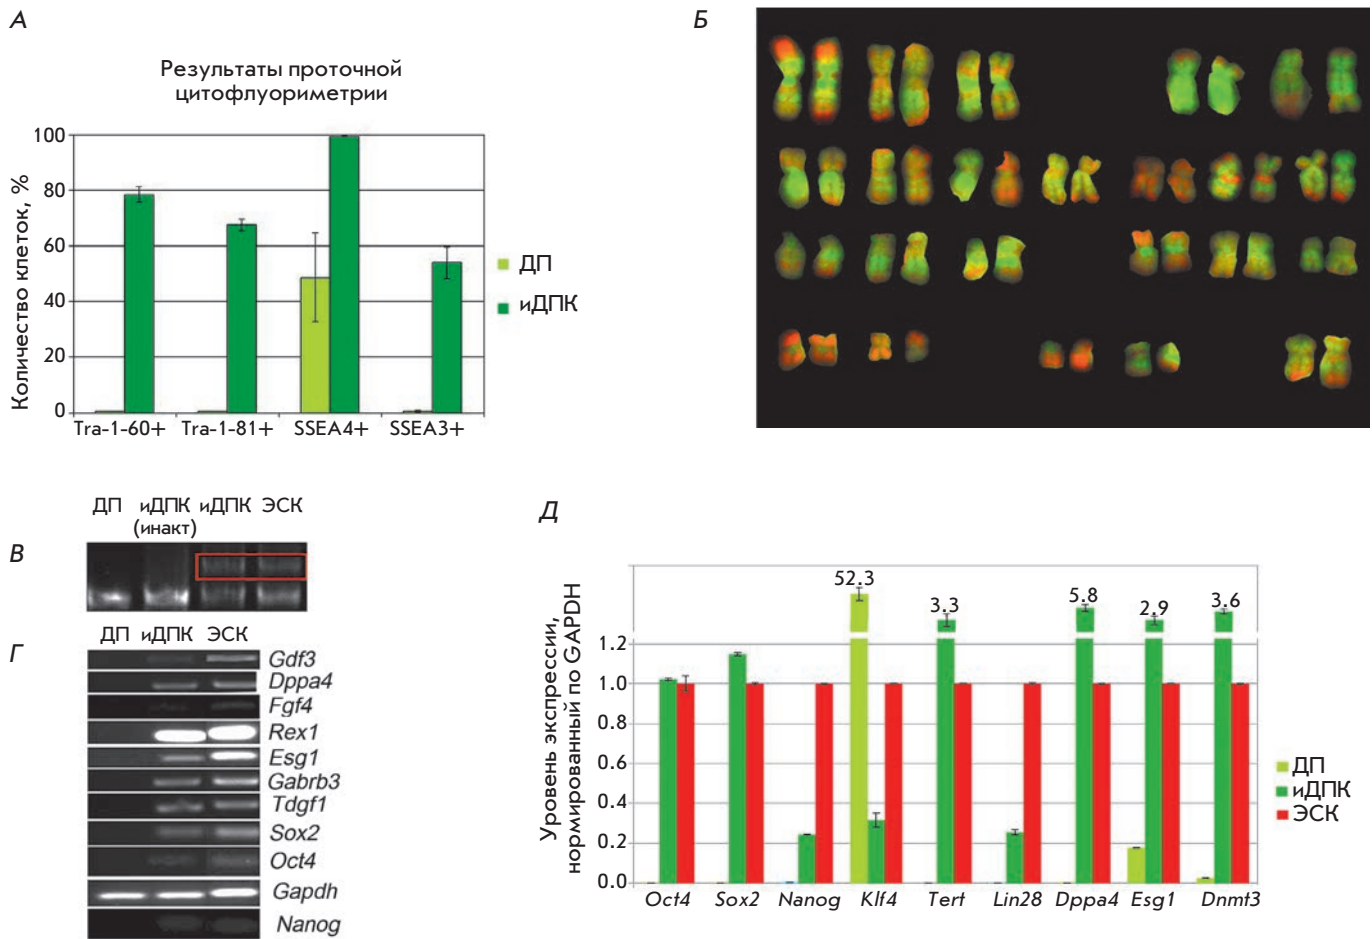 А
Результаты проточной
цитофлуориметрии
Количество клеток, %
100
80
60
40
20
0
Tra-1-60+ Tra-1-81+ SSEA4+ SSEA3+
ДП
иДПК
Б
В
ДП иДПК иДПК ЭСК
(инакт)
Г
ДП иДПК ЭСК
Gdf3
Dppa4
Fgf4
Rex1
Esg1
Gabrb3
Tdgf1
Sox2
Oct4
Gapdh
Nanog
Д
Уровень экспрессии,
нормированный по GAPDH
52.3 3.3 5.8 2.9 3.6
1.2
1.0
0.8
0.6
0.4
0.2
0.0
Oct4 Sox2 Nanog Klf4 Tert Lin28 Dppa4 Esg1 Dnmt3
ДП
иДПК
ЭСК